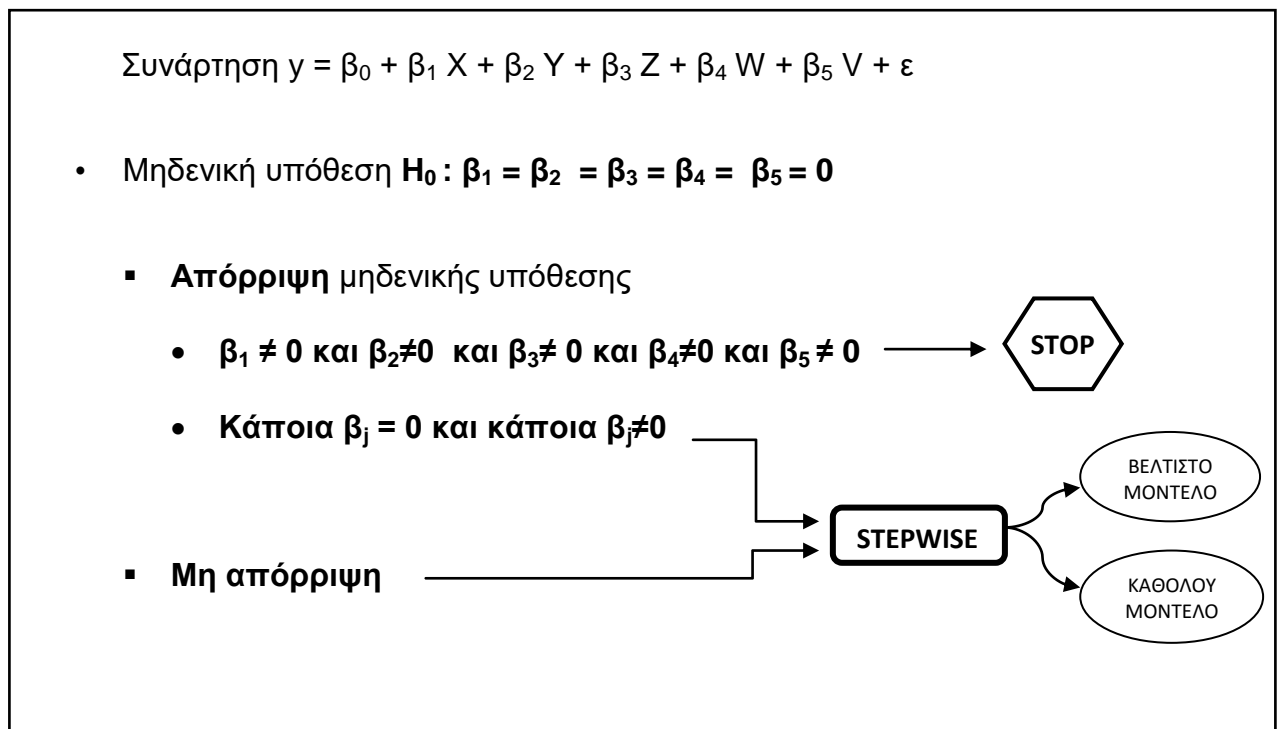 Συνάρτηση y = β₀ + β₁ X + β₂ Y + β₃ Z + β₄ W + β₅ V + ε
• Μηδενική υπόθεση H₀ : β₁ = β₂ = β₃ = β₄ = β₅ = 0
▪ Απόρριψη μηδενικής υπόθεσης
• β₁ ≠ 0 και β₂≠0 και β₃≠ 0 και β₄≠0 και β₅ ≠ 0
STOP
• Κάποια βⱼ = 0 και κάποια βⱼ≠0
ΒΕΛΤΙΣΤΟ
ΜΟΝΤΕΛΟ
STEPWISE
▪ Μη απόρριψη
ΚΑΘΟΛΟΥ
ΜΟΝΤΕΛΟ